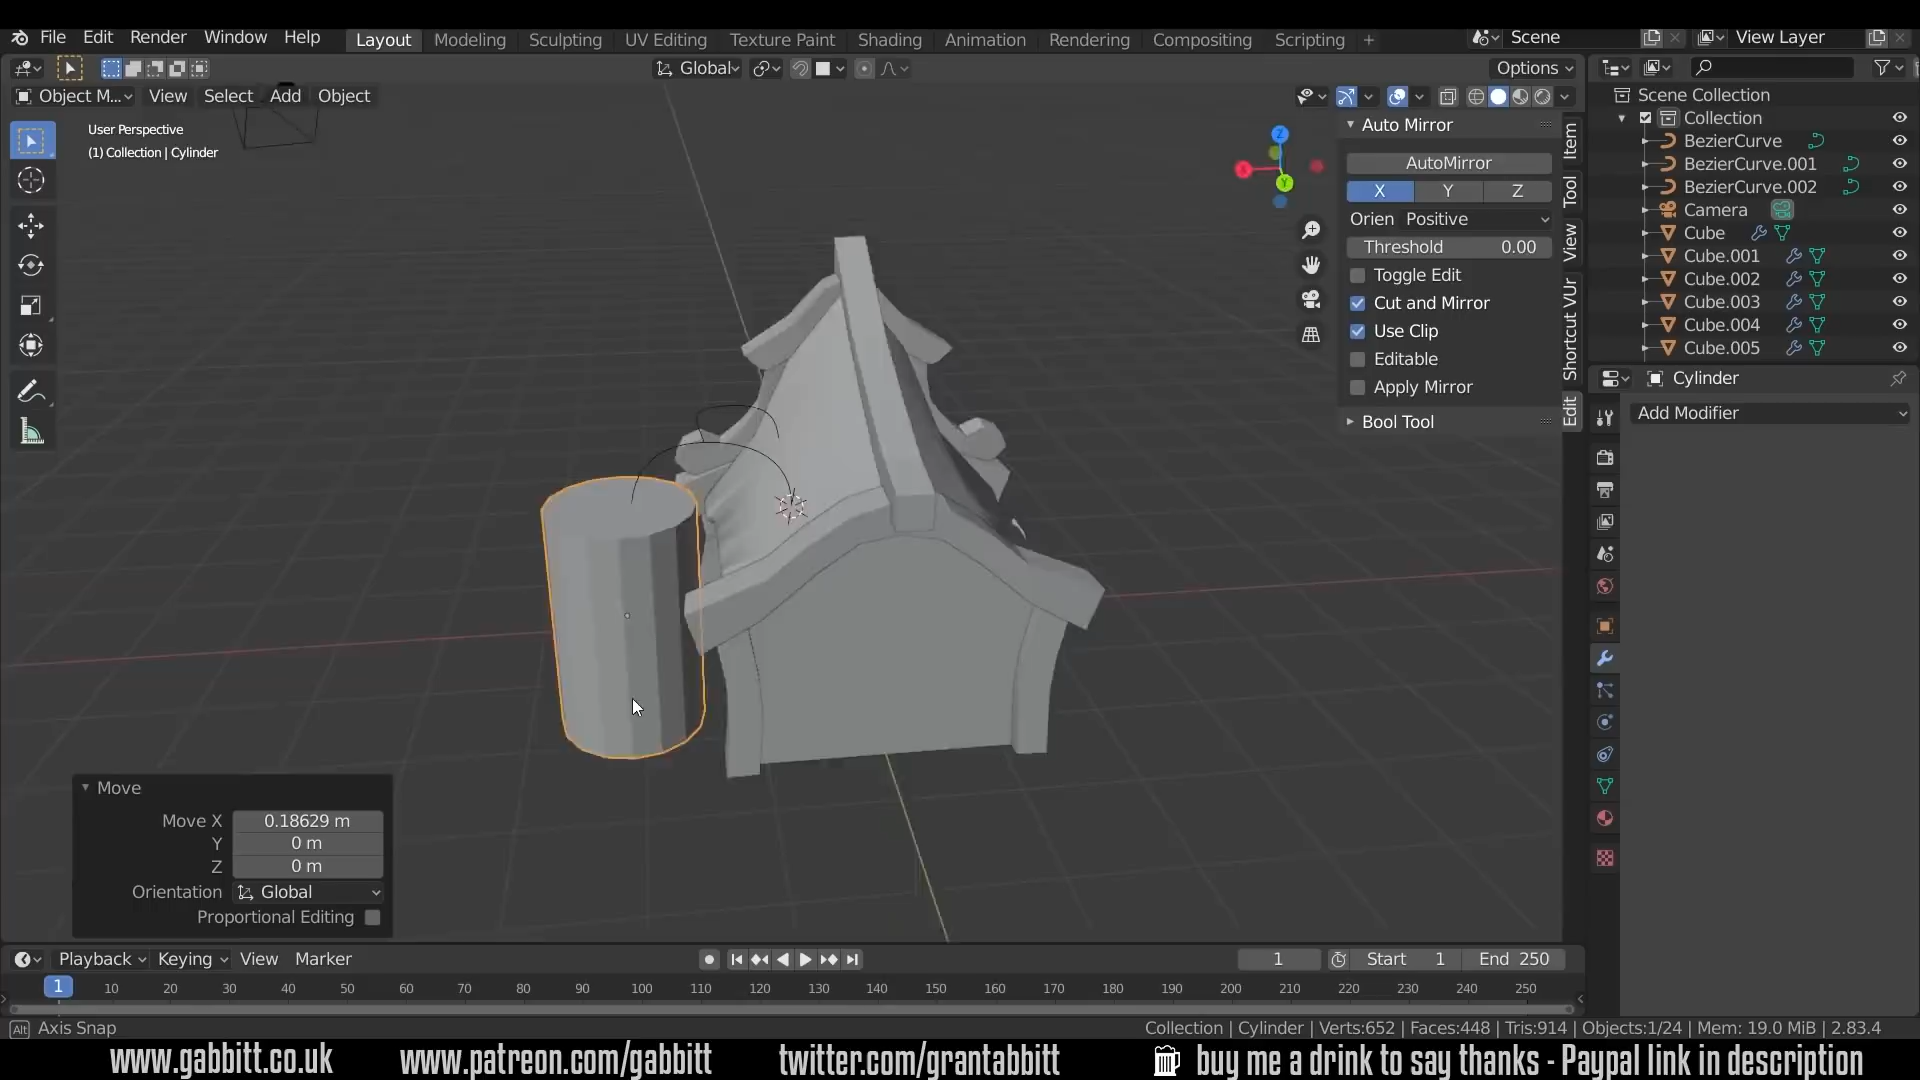 File Edit Render Window Help Layout Modeling Sculpting UV Editing Texture Paint Shading Animation Rendering Compositing Scripting + Scene View Layer
Global Options
Object M... View Select Add Object
User Perspective
(1) Collection | Cylinder
Z
X
Y
Auto Mirror
AutoMirror
X Y Z
Orien Positive
Threshold 0.00
Toggle Edit
Cut and Mirror
Use Clip
Editable
Apply Mirror
Bool Tool
Item
Tool
View
Shortcut VUr
Edit
Scene Collection
Collection
BezierCurve
BezierCurve.001
BezierCurve.002
Camera
Cube
Cube.001
Cube.002
Cube.003
Cube.004
Cube.005
Cylinder
Add Modifier
Move
Move X 0.18629 m
Y 0 m
Z 0 m
Orientation Global
Proportional Editing
Playback Keying View Marker 1 Start 1 End 250
1 10 20 30 40 50 60 70 80 90 100 110 120 130 140 150 160 170 180 190 200 210 220 230 240 250
Alt Axis Snap
Collection | Cylinder | Verts:652 | Faces:448 | Tris:914 | Objects:1/24 | Mem: 19.0 MiB | 2.83.4
www.gabbitt.co.uk www.patreon.com/gabbitt twitter.com/grantabbitt buy me a drink to say thanks - Paypal link in description